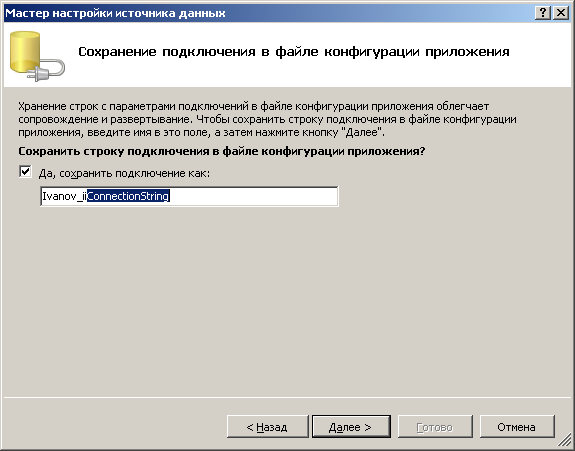 Мастер настройки источника данных
Сохранение подключения в файле конфигурации приложения
Хранение строк с параметрами подключений в файле конфигурации приложения облегчает
сопровождение и развертывание. Чтобы сохранить строку подключения в файле конфигурации
приложения, введите имя в это поле, а затем нажмите кнопку "Далее".
Сохранить строку подключения в файле конфигурации приложения?
Да, сохранить подключение как:
Ivanov_iiConnectionString
< Назад
Далее >
Готово
Отмена